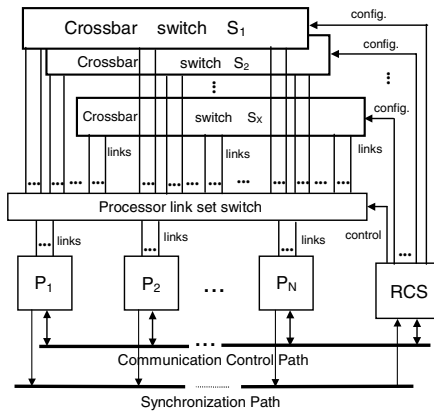 Crossbar switch S1 config.
Crossbar switch S2 config.
...
Crossbar switch Sx config.
links links links
... ... ... ... ... ... ... ... ...
Processor link set switch
... links ... links ... links control ...
P1 P2 ... PN RCS
...
Communication Control Path
Synchronization Path